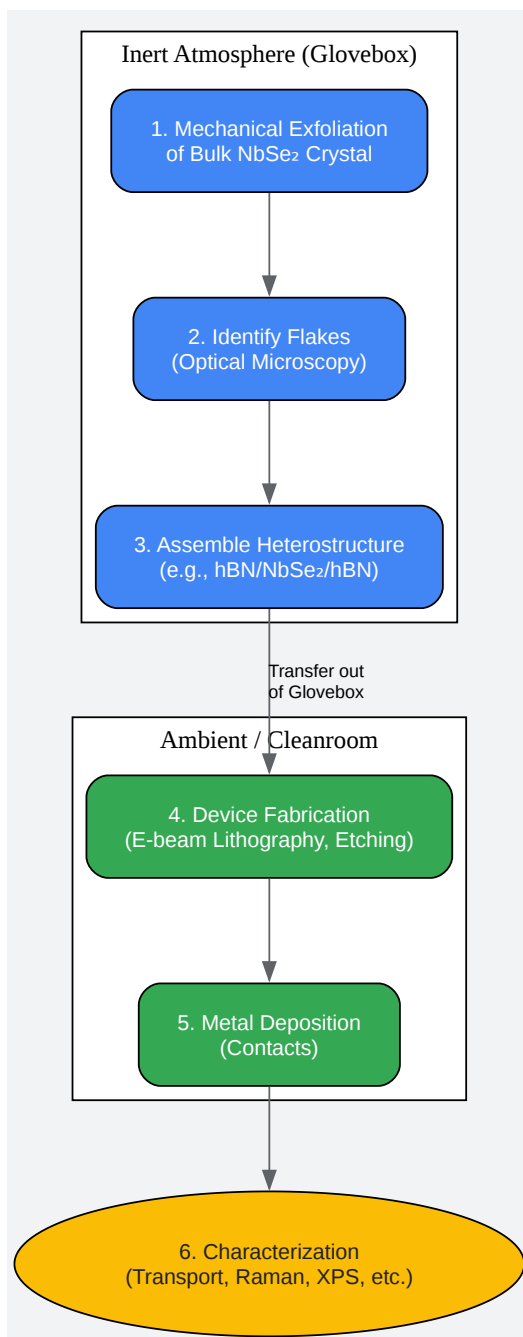 Inert Atmosphere (Glovebox)
1. Mechanical Exfoliation
of Bulk NbSe₂ Crystal
2. Identify Flakes
(Optical Microscopy)
3. Assemble Heterostructure
(e.g., hBN/NbSe₂/hBN)
Transfer out
of Glovebox
Ambient / Cleanroom
4. Device Fabrication
(E-beam Lithography, Etching)
5. Metal Deposition
(Contacts)
6. Characterization
(Transport, Raman, XPS, etc.)